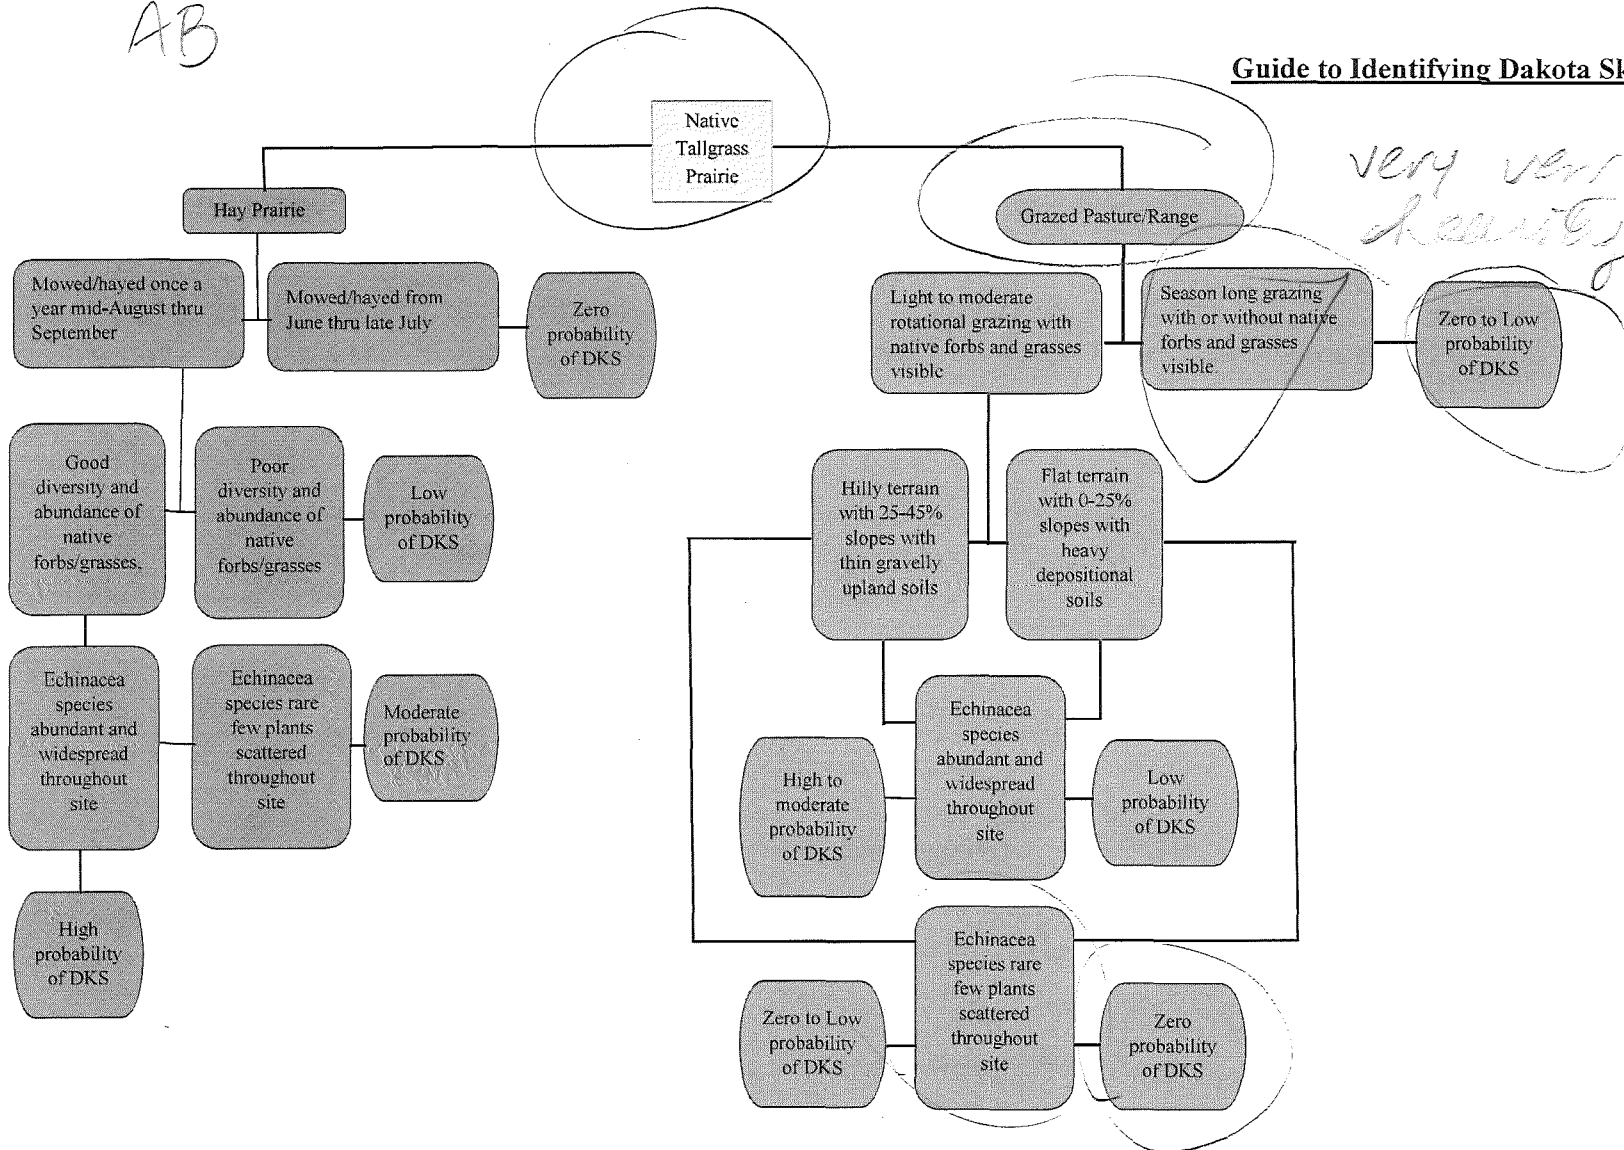 AB
Guide to Identifying Dakota Sk
very
Native
Tallgrass
Prairie
Hay Prairie
Grazed Pasture/Range
Mowed/hayed once a
year mid-August thru
September
Mowed/hayed from
June thru late July
Zero
probability
of DKS
Light to moderate
rotational grazing with
native forbs and grasses
visible
Season long grazing
with or without native
forbs and grasses
visible.
Zero to Low
probability
of DKS
Good
diversity and
abundance of
native
forbs/grasses.
Poor
diversity and
abundance of
native
forbs/grasses
Low
probability
of DKS
Hilly terrain
with 25-45%
slopes with
thin gravelly
upland soils
Flat terrain
with 0-25%
slopes with
heavy
depositional
soils
Echinacea
species
abundant and
widespread
throughout
site
Echinacea
species rare
few plants
scattered
throughout
site
Moderate
probability
of DKS
High to
moderate
probability
of DKS
Echinacea
species
abundant and
widespread
throughout
site
Low
probability
of DKS
High
probability
of DKS
Zero to Low
probability
of DKS
Echinacea
species rare
few plants
scattered
throughout
site
Zero
probability
of DKS